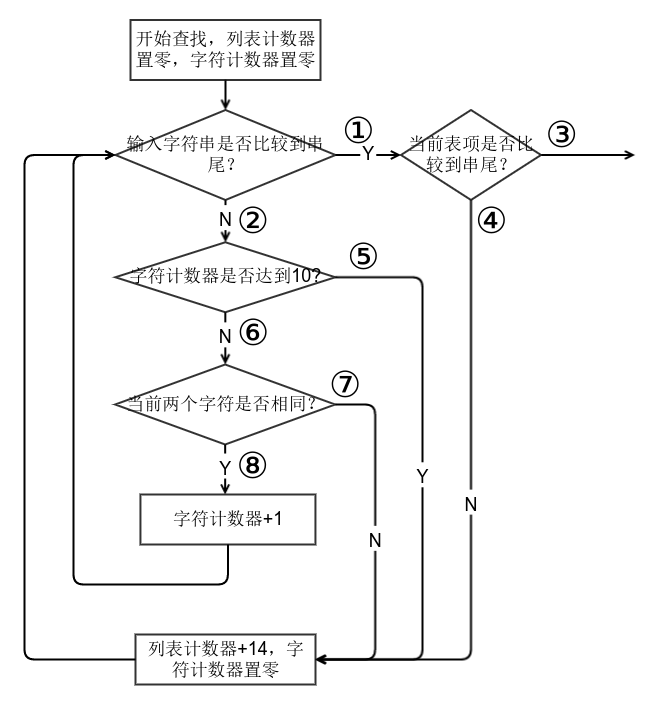 开始查找，列表计数器
置零，字符计数器置零
输入字符串是否比较到串
尾？
①
Y
当前表项是否比
较到串尾？
③
N ②
④
字符计数器是否达到10?
⑤
N ⑥
当前两个字符是否相同？
⑦
Y ⑧
Y
字符计数器+1
N
N
列表计数器+14，字
符计数器置零